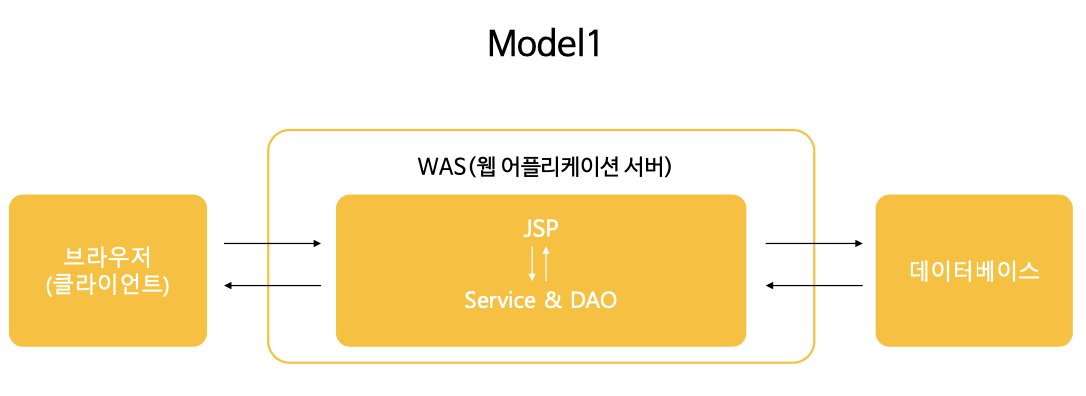 Model1
WAS(웹 어플리케이션 서버)
브라우저
(클라이언트)
JSP
Service & DAO
데이터베이스